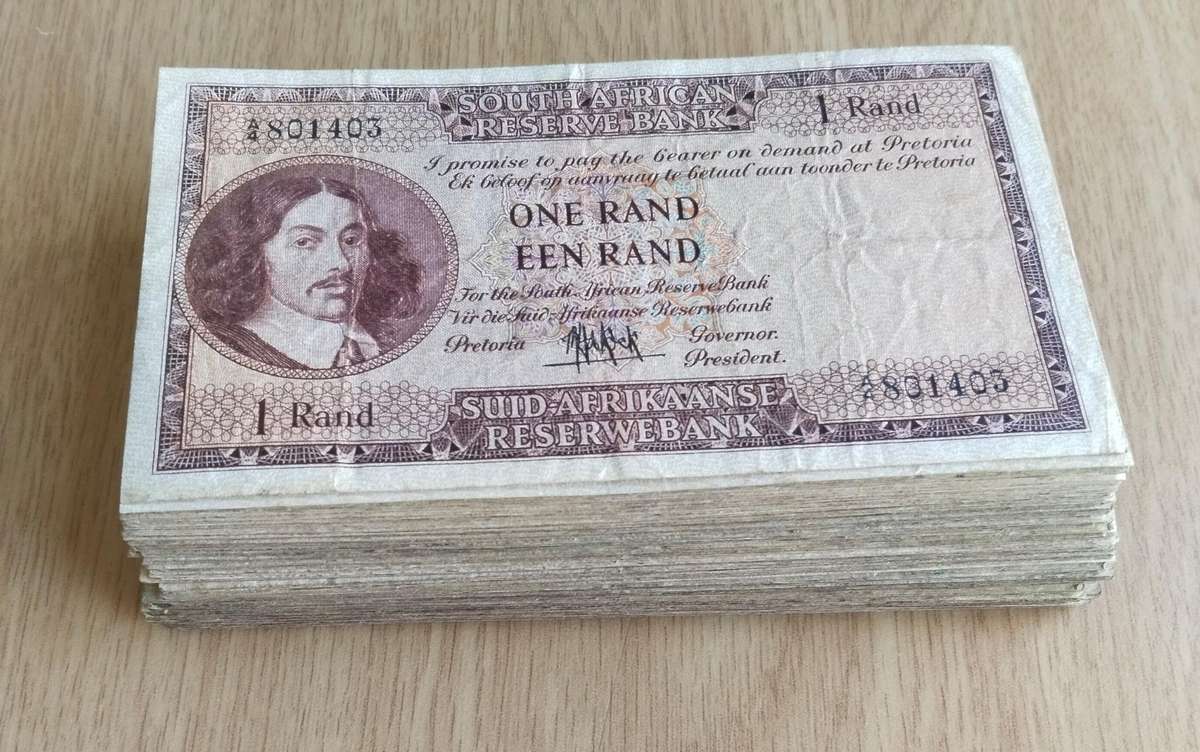 SOUTH AFRICAN
RESERVE BANK
A/4 801403
1 Rand
I promise to pay the bearer on demand at Pretoria
Ek beloof op aanvraag te betaal aan toonder te Pretoria
ONE RAND
EEN RAND
For the South African Reserve Bank
Vir die Suid-Afrikaanse Reserwebank
Pretoria
Governor.
President.
1 Rand
SUID-AFRIKAANSE
RESERWEBANK
A/4 801403